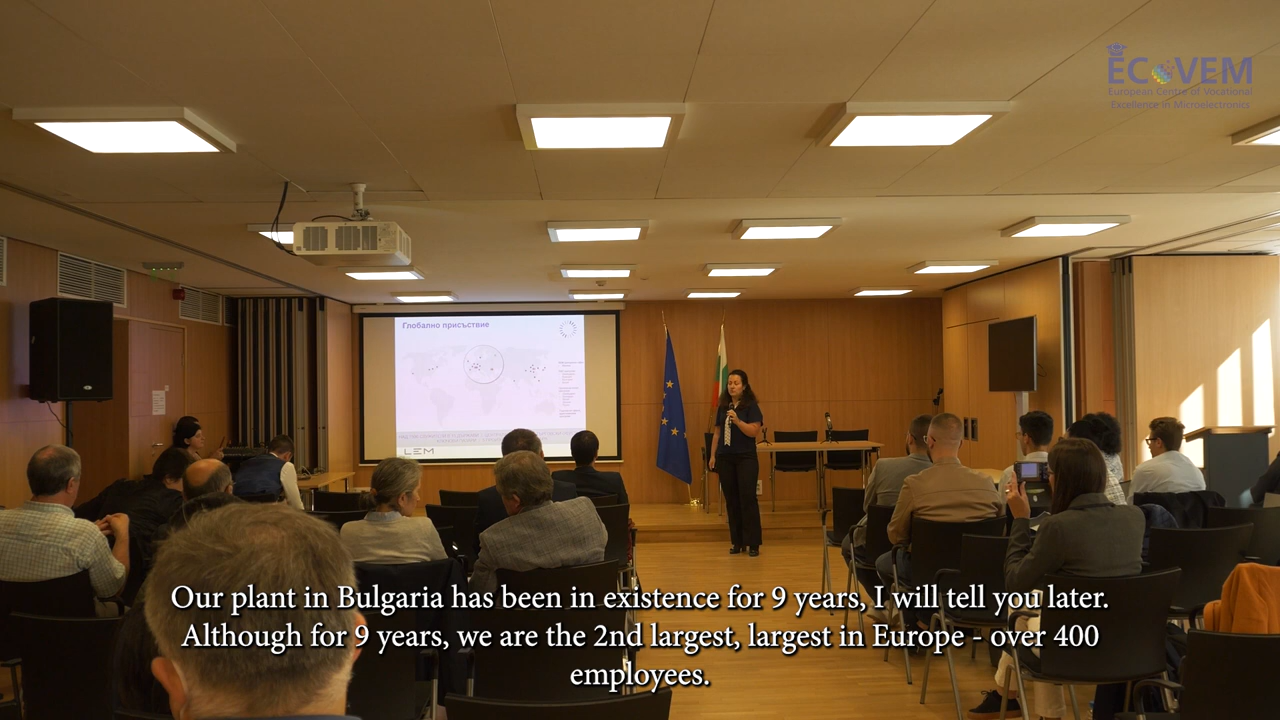 ECOVEM
European Centre of Vocational
Excellence in Microelectronics
Глобално присъствие
LEM
Our plant in Bulgaria has been in existence for 9 years, I will tell you later.
Although for 9 years, we are the 2nd largest, largest in Europe - over 400
employees.